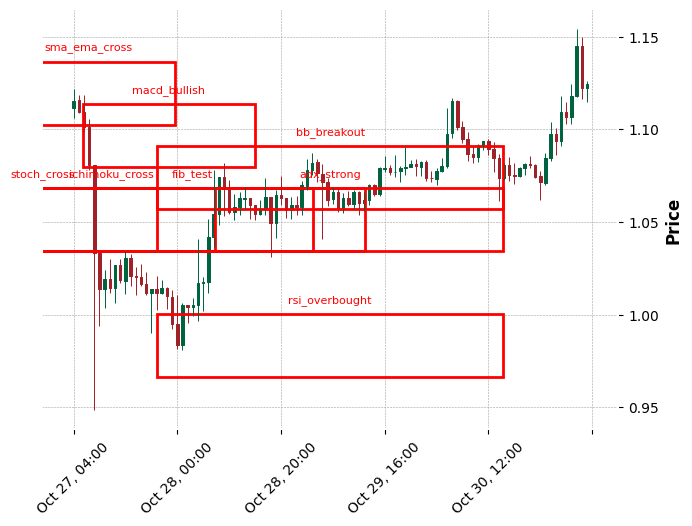 sma_ema_cross
macd_bullish
bb_breakout
stoch_cross
ichimoku_cross
fib_test
adx_strong
rsi_overbought
1.15
1.10
1.05
1.00
0.95
Price
Oct 27, 04:00
Oct 28, 00:00
Oct 28, 20:00
Oct 29, 16:00
Oct 30, 12:00